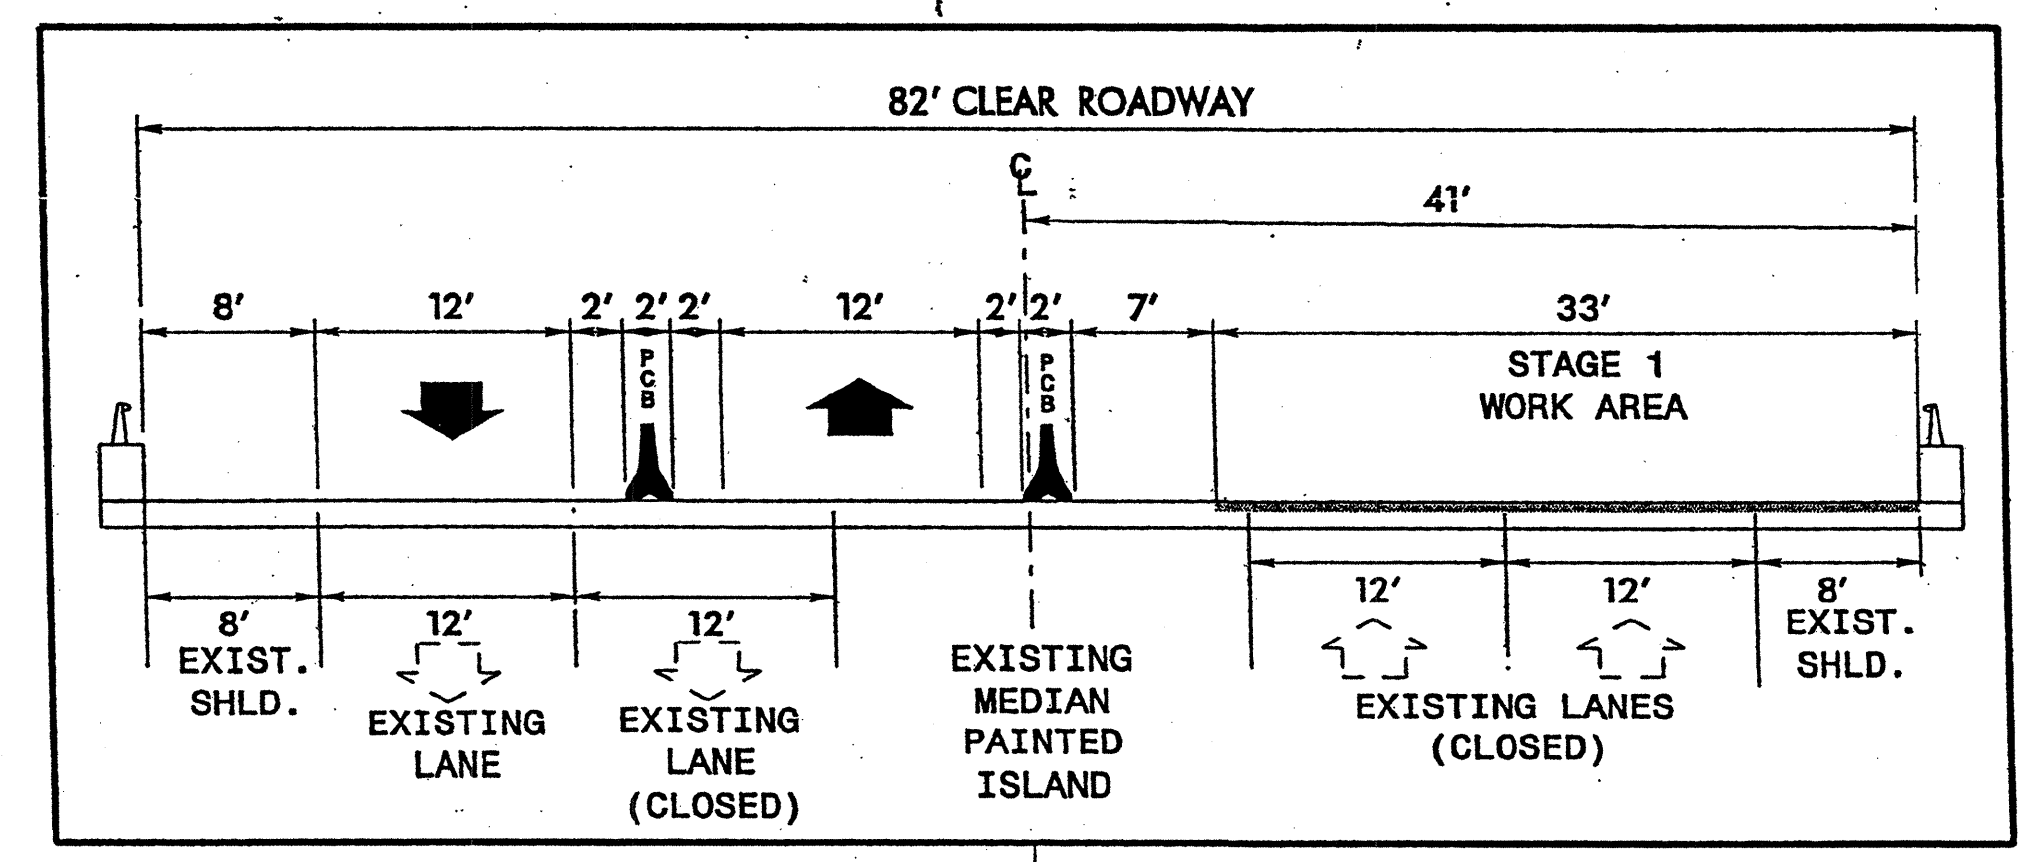 82' CLEAR ROADWAY
CL
41'
8' 12' 2' 2' 2' 12' 2' 2' 7' 33'
PCB
PCB
STAGE 1
WORK AREA
8'
EXIST.
SHLD.
12'
EXISTING
LANE
12'
EXISTING
LANE
(CLOSED)
EXISTING
MEDIAN
PAINTED
ISLAND
12' 12'
EXISTING LANES
(CLOSED)
8'
EXIST.
SHLD.